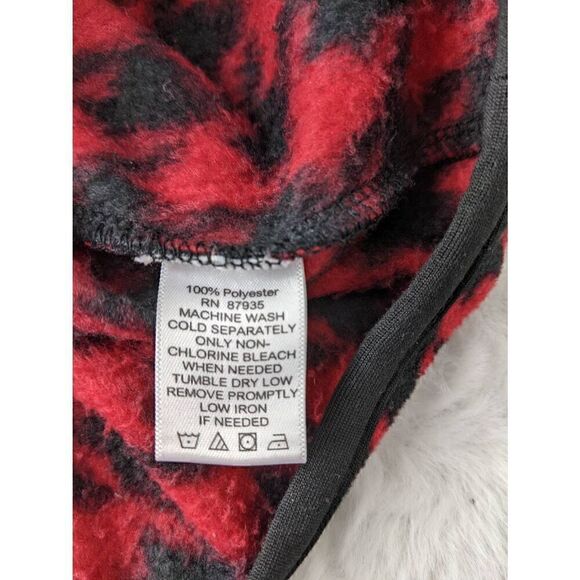 100% Polyester
RN 87935
MACHINE WASH
COLD SEPARATELY
ONLY NON-
CHLORINE BLEACH
WHEN NEEDED
TUMBLE DRY LOW
REMOVE PROMPTLY
LOW IRON
IF NEEDED